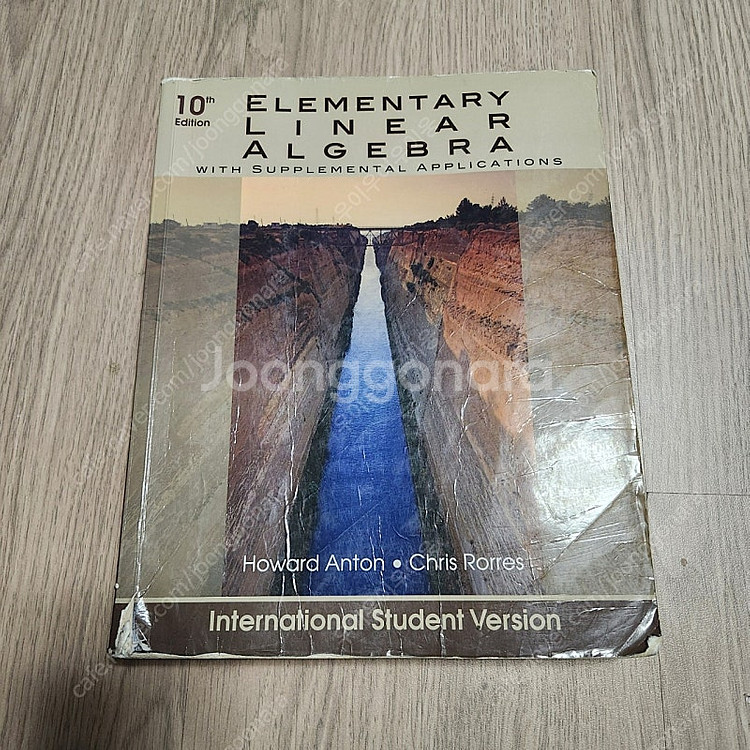 10th
Edition
ELEMENTARY
LINEAR
ALGEBRA
WITH SUPPLEMENTAL APPLICATIONS
Joonggonara
Howard Anton • Chris Rorres
International Student Version